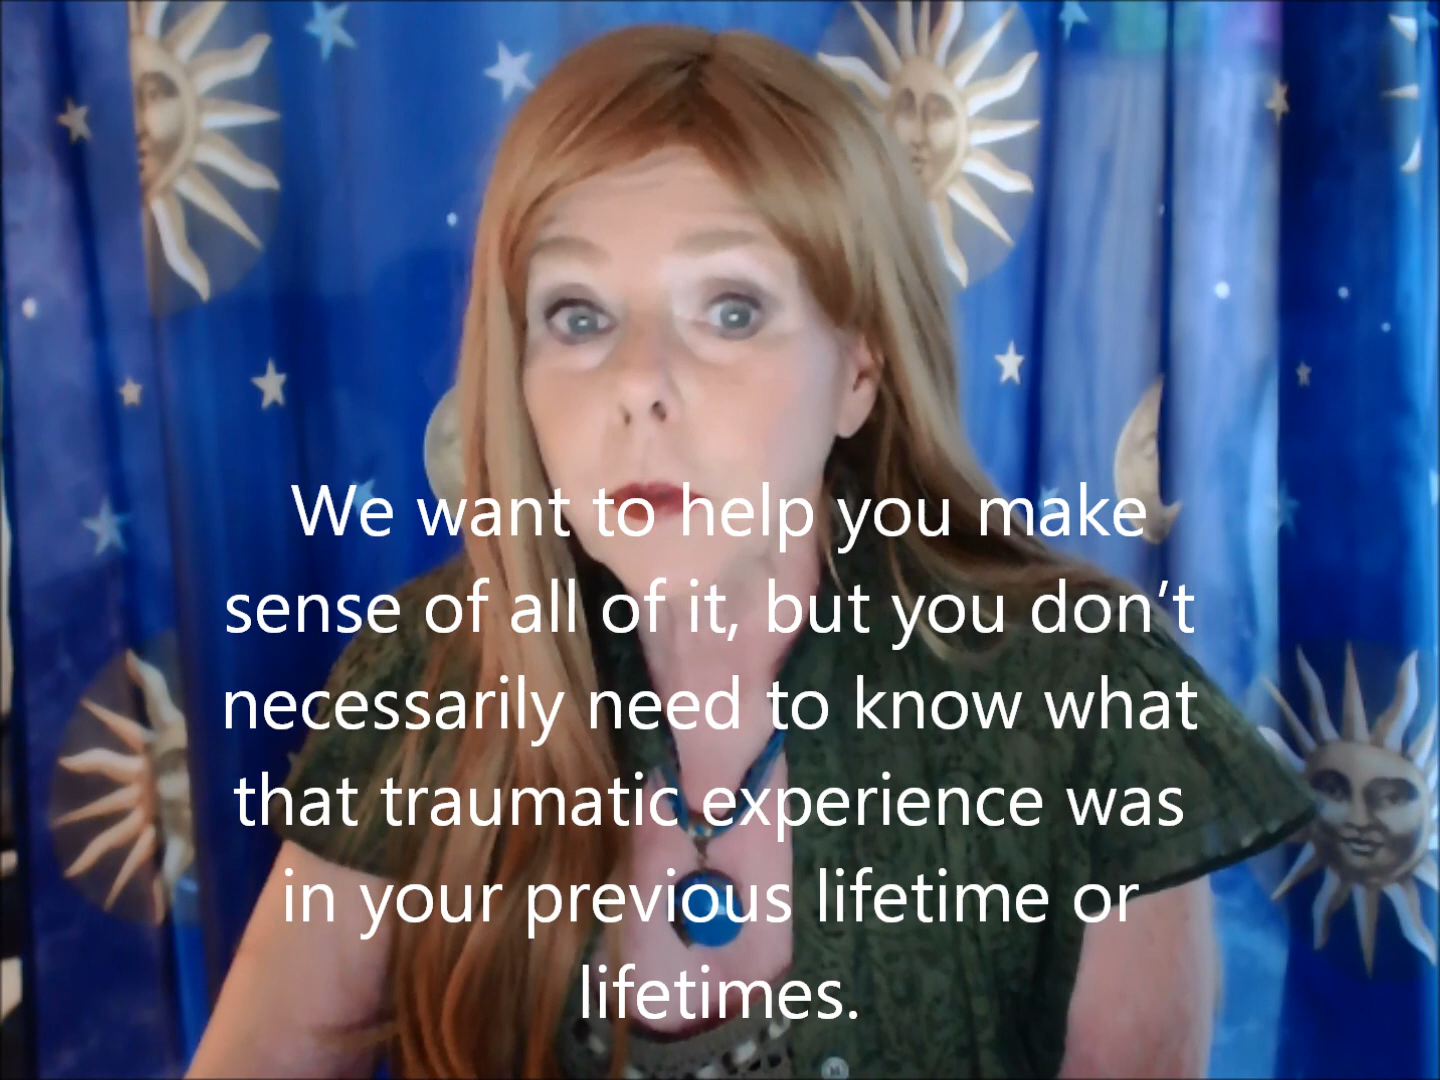 We want to help you make
sense of all of it, but you don’t
necessarily need to know what
that traumatic experience was
in your previous lifetime or
lifetimes.